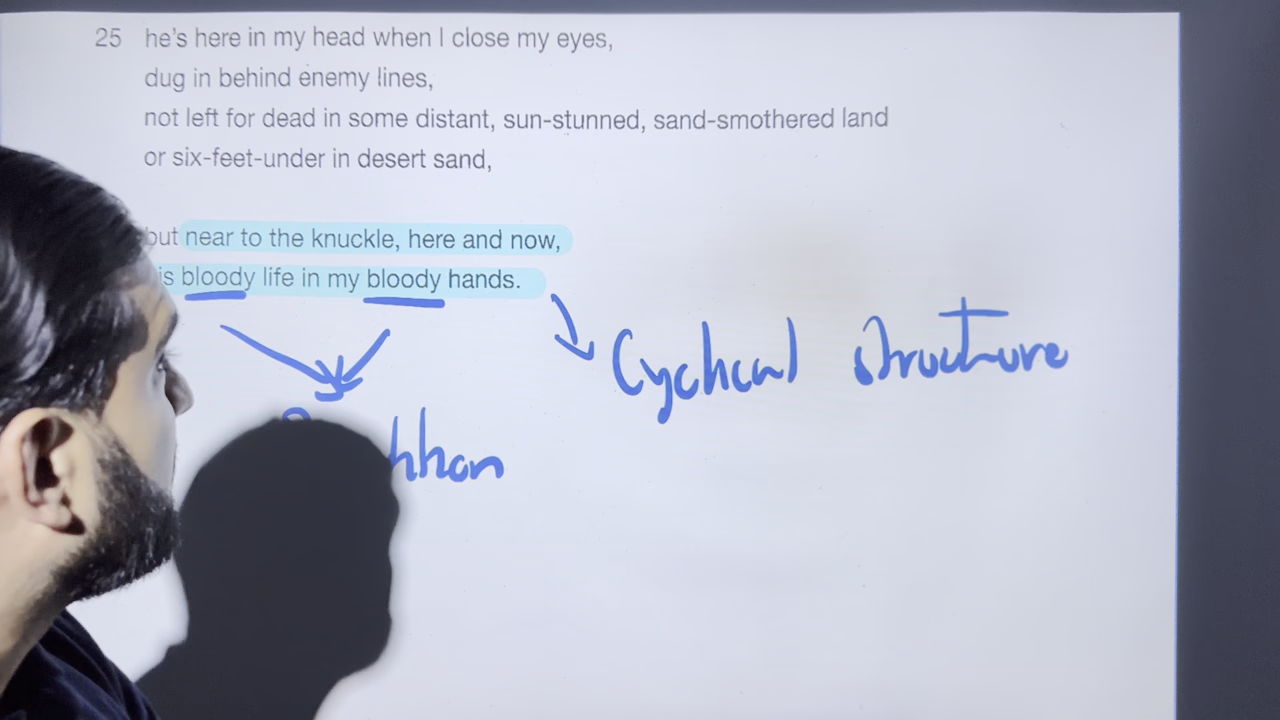 25 he's here in my head when I close my eyes,
dug in behind enemy lines,
not left for dead in some distant, sun-stunned, sand-smothered land
or six-feet-under in desert sand,
but near to the knuckle, here and now,
bloody life in my bloody hands.
Cyclical structure